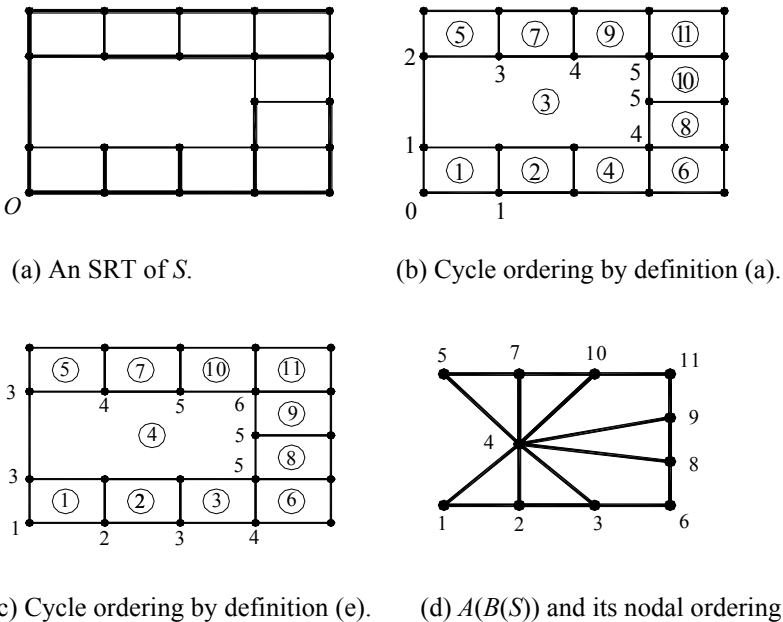 O
5 7 9 11
2
3 4 5
10
5
3
4 8
1
1 2 4 6
0 1
(a) An SRT of S.
(b) Cycle ordering by definition (a).
5 7 10 11
3
4 5 6
9
4
5
8
3 5
1 2 3 6
1 2 3 4
5 7 10 11
9
4
8
1 2 3 6
c) Cycle ordering by definition (e).
(d) A(B(S)) and its nodal ordering